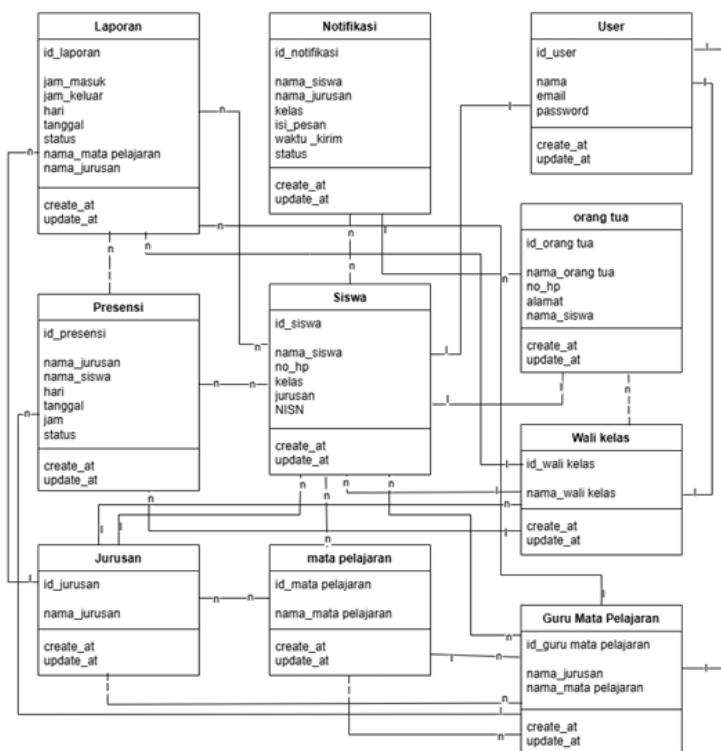 Laporan
id_laporan
jam_masuk
jam_keluar
hari
tanggal
status
nama_mata pelajaran
nama_jurusan
create_at
update_at
Notifikasi
id_notifikasi
nama_siswa
nama_jurusan
kelas
isi_pesan
waktu _kirim
status
create_at
update_at
User
id_user
nama
email
password
create_at
update_at
orang tua
id_orang tua
nama_orang tua
no_hp
alamat
nama_siswa
create_at
update_at
Presensi
id_presensi
nama_jurusan
nama_siswa
hari
tanggal
jam
status
create_at
update_at
Siswa
id_siswa
nama_siswa
no_hp
kelas
jurusan
NISN
create_at
update_at
Wali kelas
id_wali kelas
nama_wali kelas
create_at
update_at
Jurusan
id_jurusan
nama_jurusan
create_at
update_at
mata pelajaran
id_mata pelajaran
nama_mata pelajaran
create_at
update_at
Guru Mata Pelajaran
id_guru mata pelajaran
nama_jurusan
nama_mata pelajaran
create_at
update_at